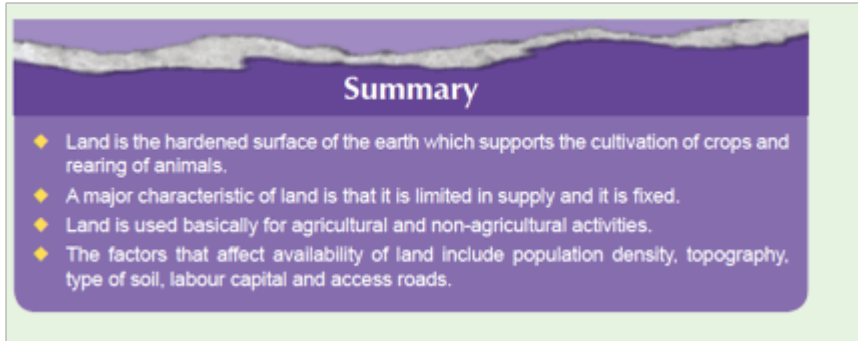 Summary
Land is the hardened surface of the earth which supports the cultivation of crops and
rearing of animals.
A major characteristic of land is that it is limited in supply and it is fixed.
Land is used basically for agricultural and non-agricultural activities.
The factors that affect availability of land include population density, topography,
type of soil, labour capital and access roads.